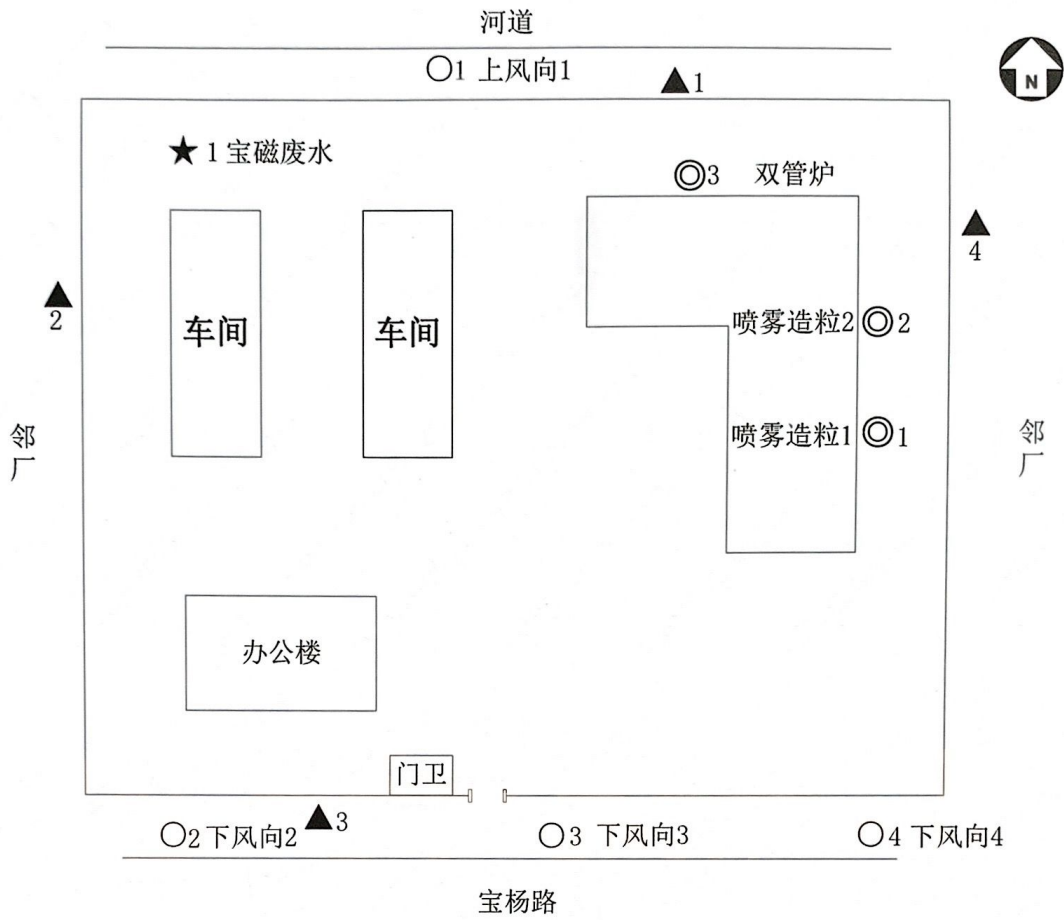 河道
○1 上风向1
▲1
N
★ 1宝磁废水
◎3 双管炉
▲4
▲2
车间
车间
喷雾造粒2◎2
喷雾造粒1◎1
邻厂
邻厂
办公楼
门卫
▲3
○2下风向2
○3 下风向3
○4下风向4
宝杨路